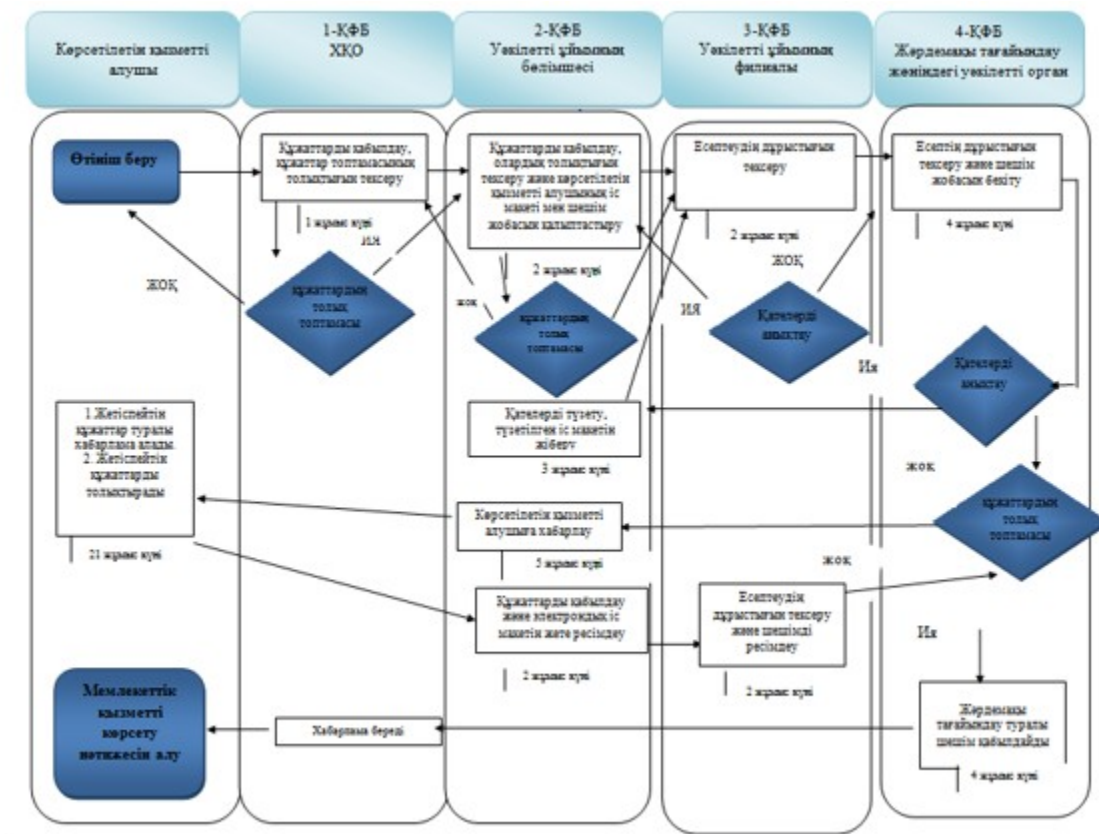 Көрсетілетін қызметті
алушы
1-ҚФБ
ХҚО
2-ҚФБ
Уәкілетті ұйымның
бөлімшесі
3-ҚФБ
Уәкілетті ұйымның
филиалы
4-ҚФБ
Жәрдемақы тағайындау
жөніндегі уәкілетті орган
Өтініш беру
Құжаттарды қабылдау,
құжаттар топтамасының
толықтығын тексеру
1 жұмыс күні
Құжаттарды қабылдау,
олардың толықтығын
тексеру және көрсетілетін
қызметті алушының іс
макеті мен шешім
жобасын қалыптастыру
2 жұмыс күні
Есептеудің дұрыстығын
тексеру
2 жұмыс күні
Есептің дұрыстығын
тексеру және шешім
жобасын бекіту
4 жұмыс күні
ИЯ
ЖОҚ
құжаттардың
толық
топтамасы
жоқ
құжаттардың
толық
топтамасы
ИЯ
ЖОҚ
Қателерді
анықтау
Ия
Қателерді
анықтау
1.Жетіспейтін
құжаттар туралы
хабарлама алады.
2. Жетіспейтін
құжаттарды
толықтырады
21 жұмыс күні
Қателерді түзету,
түзетілген іс макетін
жіберу
3 жұмыс күні
жоқ
құжаттардың
толық
топтамасы
Көрсетілетін қызметті
алушыға хабарлау
5 жұмыс күні
жоқ
Құжаттарды қабылдау
және электрондық іс
макетін жете ресімдеу
2 жұмыс күні
Есептеудің
дұрыстығын тексеру
және шешімді
ресімдеу
2 жұмыс күні
Ия
Мемлекеттік
қызметті
көрсету
нәтижесін алу
Хабарлама береді
Жәрдемақы
тағайындау туралы
шешім қабылдайды
4 жұмыс күні